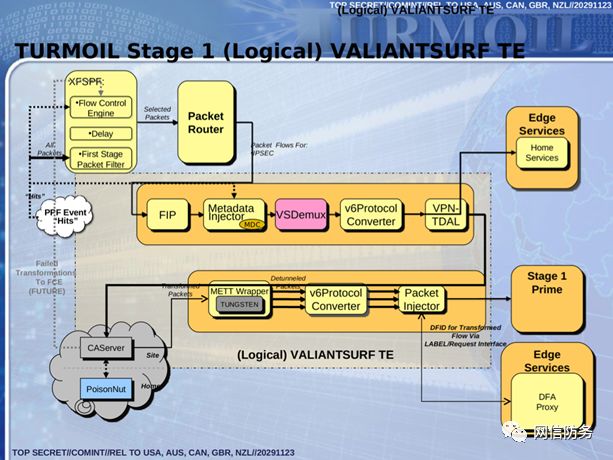 TOP SECRET//COMINT//REL TO USA, AUS, CAN, GBR, NZL//20291123
(Logical) VALIANTSURF TE
TURMOIL
TURMOIL Stage 1 (Logical) VALIANTSURF TE
XFSPF:
•Flow Control
Engine
•Delay
•First Stage
Packet Filter
All
Packets
Selected
Packets
Packet
Router
Packet Flows For:
•IPSEC
Edge
Services
Home
Services
"Hits"
PPF Event
"Hits"
FIP
Metadata
Injector
MDC
VSDemux
v6Protocol
Converter
VPN-
TDAL
Failed
Transformations
To FCE
(FUTURE)
Transformed
Packets
METT Wrapper
TUNGSTEN
Detunneled
Packets
v6Protocol
Converter
Packet
Injector
Stage 1
Prime
DFID for Transformed
Flow Via
LABEL/Request Interface
(Logical) VALIANTSURF TE
CAServer
Site
PoisonNut
Home
Edge
Services
DFA
Proxy
网信防务
TOP SECRET//COMINT//REL TO USA, AUS, CAN, GBR, NZL//20291123